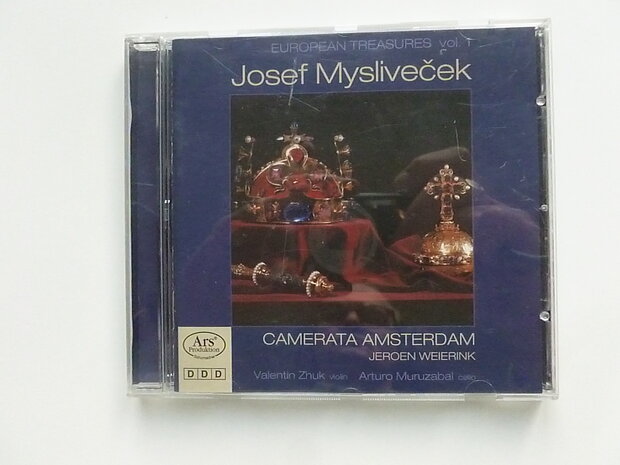 EUROPEAN TREASURES vol. 1
Josef Mysliveček
CAMERATA AMSTERDAM
JEROEN WEIERINK
Valentin Zhuk violin Arturo Muruzabal cello
Ars
Produktion
DDD